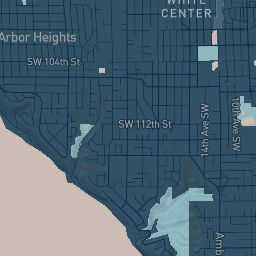 WHITE
CENTER
Arbor Heights
SW 104th St
SW 112th St
14th Ave SW
10th Ave SW
Amb